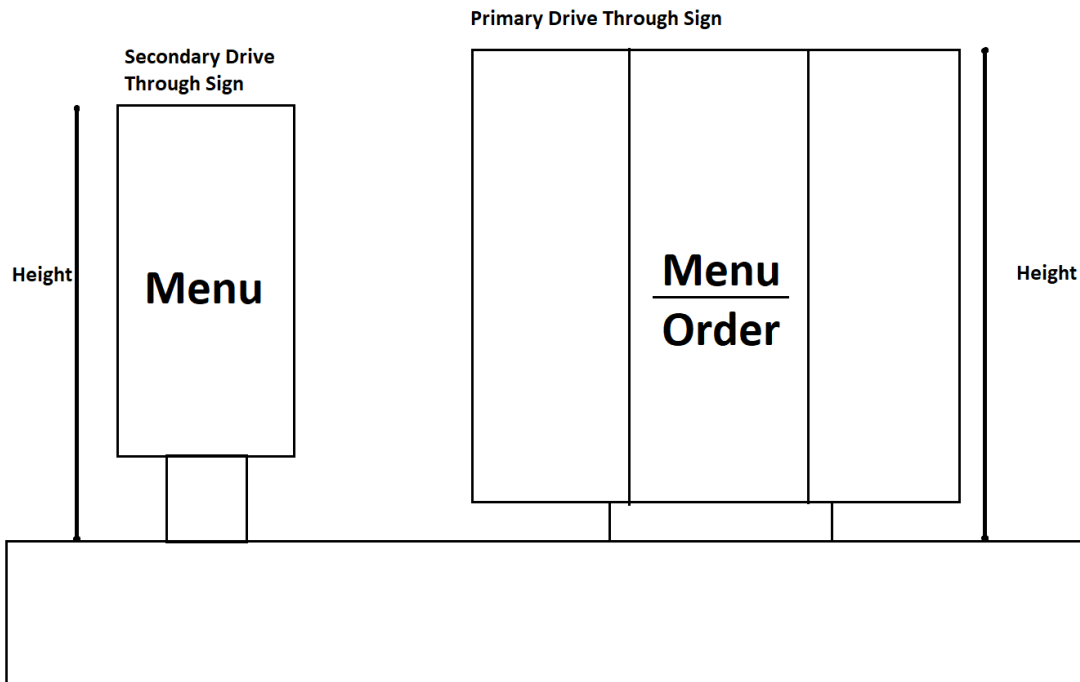 Primary Drive Through Sign
Secondary Drive
Through Sign
Height
Menu
Menu
Order
Height